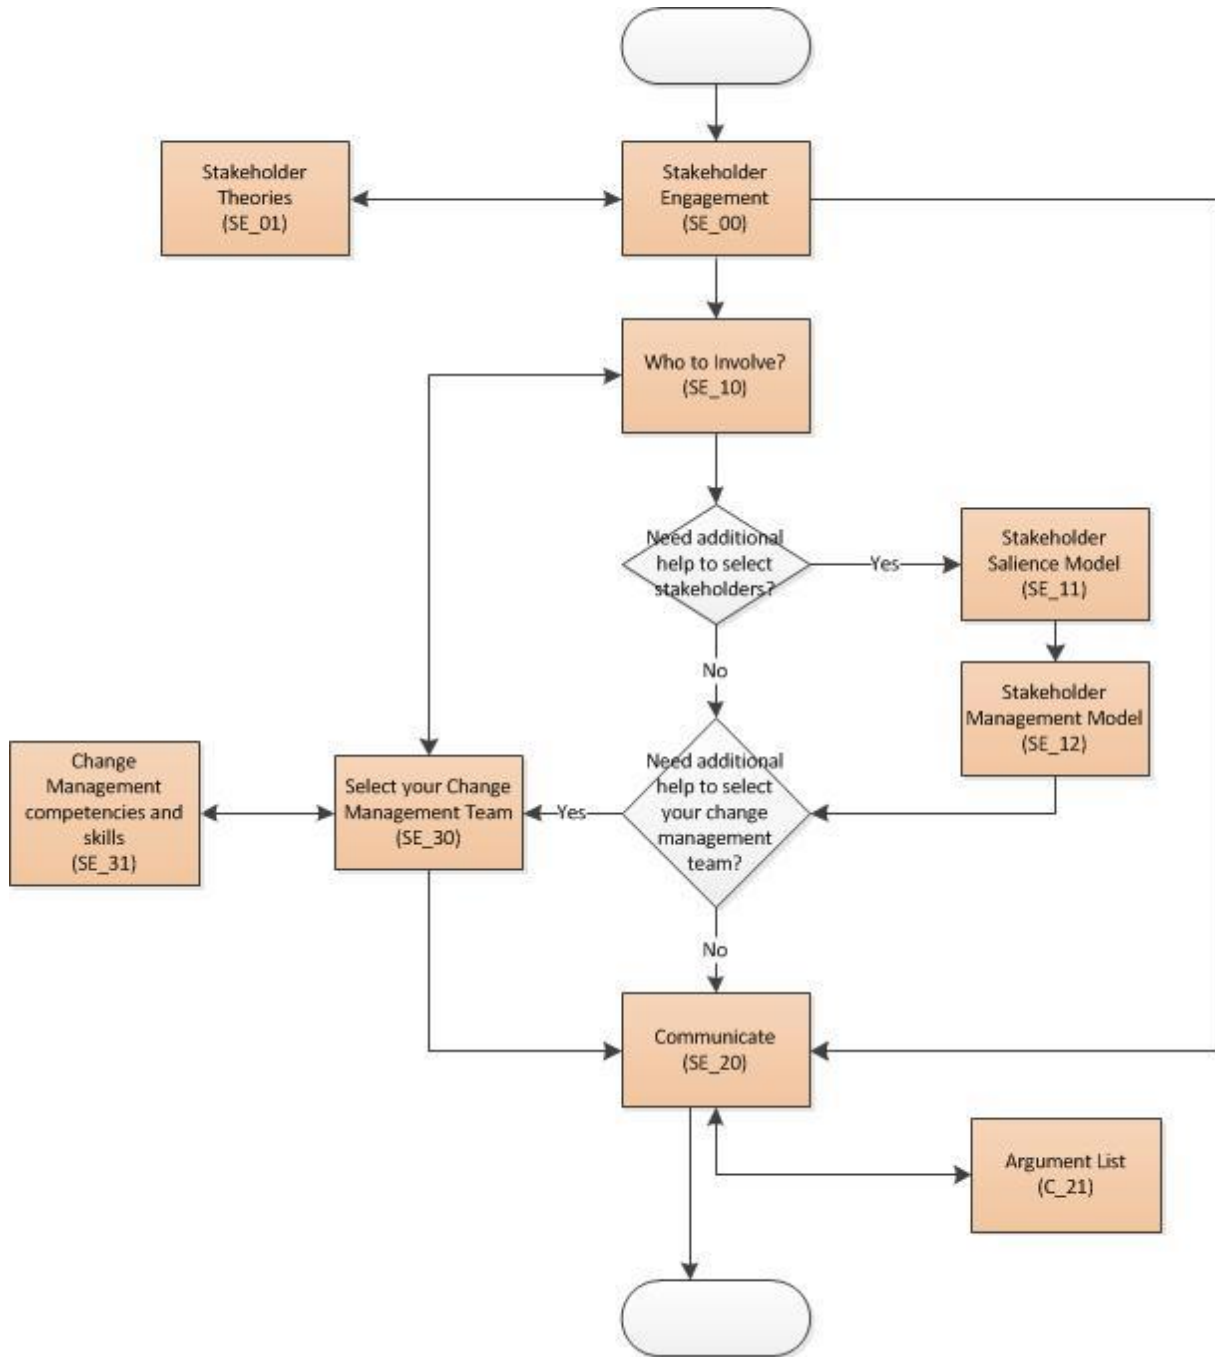 Stakeholder
Theories
(SE_01)
Stakeholder
Engagement
(SE_00)
Who to Involve?
(SE_10)
Need additional
help to select
stakeholders?
Yes
Stakeholder
Salience Model
(SE_11)
No
Stakeholder
Management Model
(SE_12)
Change
Management
competencies and
skills
(SE_31)
Select your Change
Management Team
(SE_30)
Yes
Need additional
help to select
your change
management
team?
No
Communicate
(SE_20)
Argument List
(C_21)